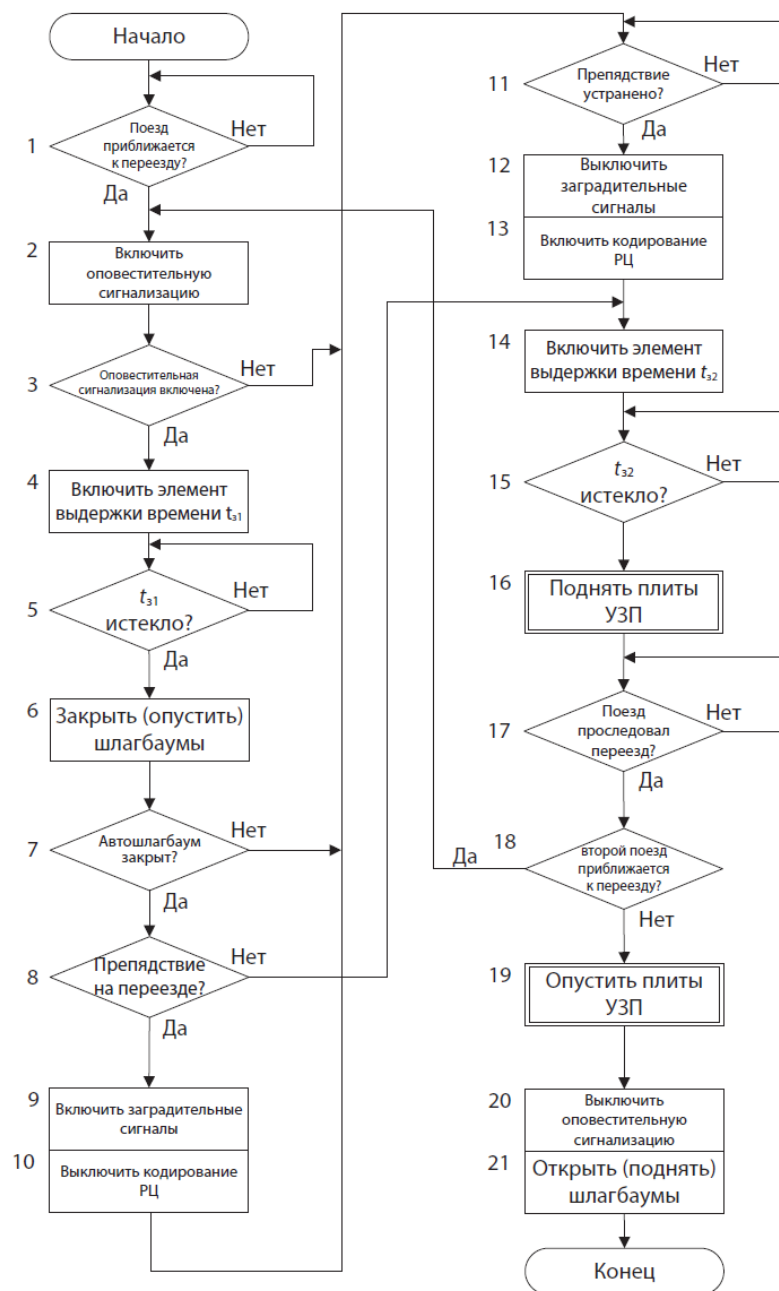 Начало
1
Поезд
приближается
к переезду?
Нет
Да
2
Включить
оповестительную
сигнализацию
3
Оповестительная
сигнализация включена?
Нет
Да
4
Включить элемент
выдержки времени tз1
5
tз1
истекло?
Нет
Да
6
Закрыть (опустить)
шлагбаумы
7
Автошлагбаум
закрыт?
Нет
Да
8
Препядствие
на переезде?
Нет
Да
9
Включить заградительные
сигналы
10
Выключить кодирование
РЦ
11
Препядствие
устранено?
Нет
Да
12
Выключить
заградительные
сигналы
13
Включить кодирование
РЦ
14
Включить элемент
выдержки времени tз2
15
tз2
истекло?
Нет
Да
16
Поднять плиты
УЗП
17
Поезд
проследовал
переезд?
Нет
Да
18
второй поезд
приближается
к переезду?
Да
Нет
19
Опустить плиты
УЗП
20
Выключить
оповестительную
сигнализацию
21
Открыть (поднять)
шлагбаумы
Конец